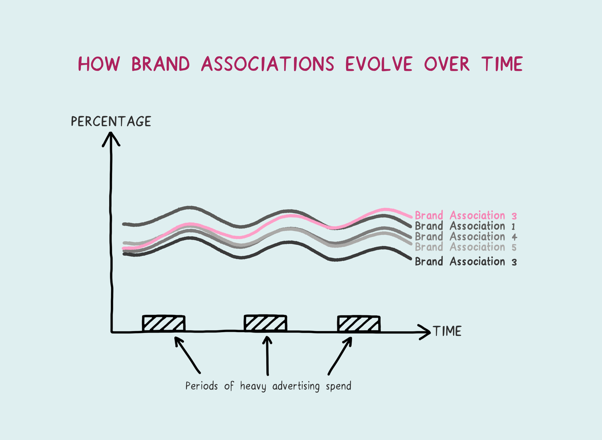 HOW BRAND ASSOCIATIONS EVOLVE OVER TIME
PERCENTAGE
Brand Association 3
Brand Association 1
Brand Association 4
Brand Association 5
Brand Association 3
TIME
Periods of heavy advertising spend